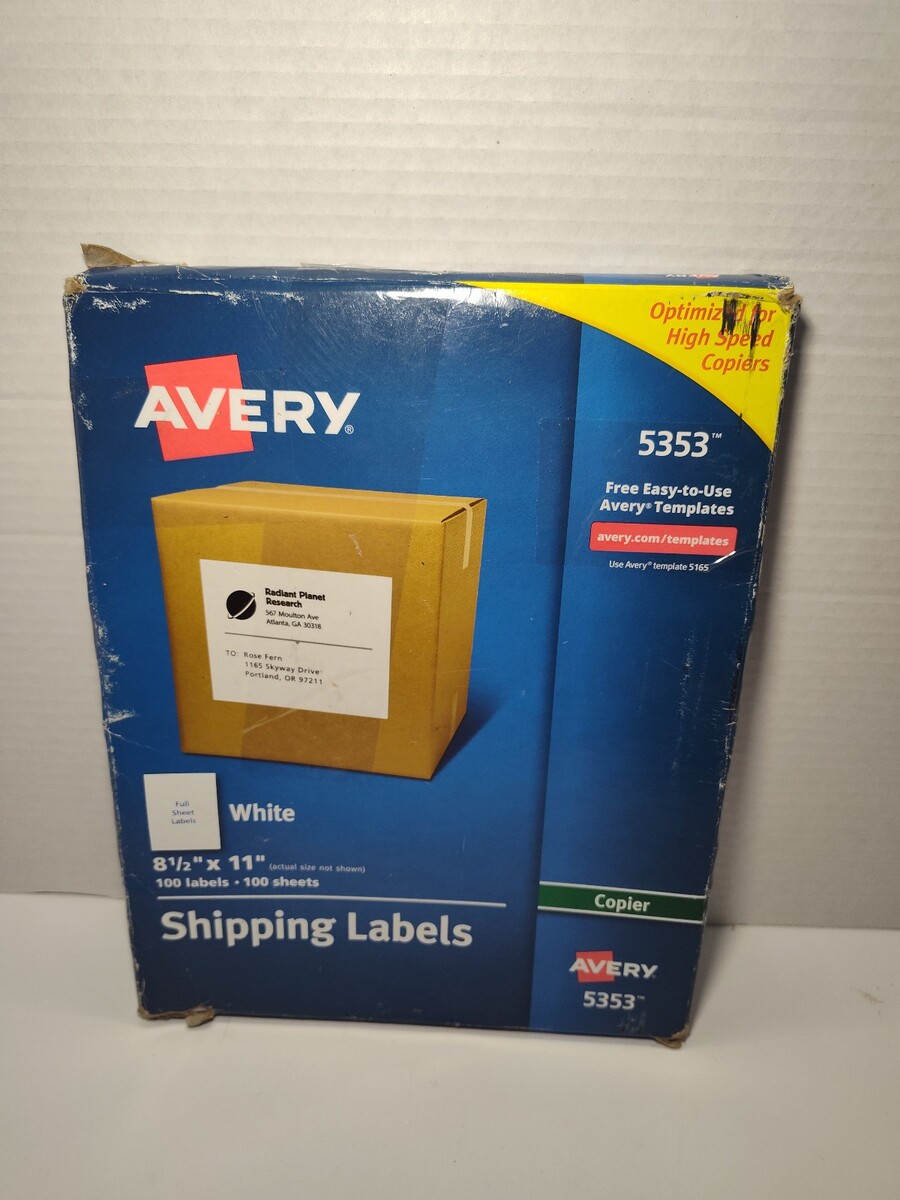 AVERY
Optimized for
High Speed
Copiers
AVERY®
5353™
Free Easy-to-Use
Avery® Templates
avery.com/templates
Use Avery® template 5165
Radiant Planet
Research
567 Moulton Ave
Atlanta, GA 30318
TO: Rose Fern
1165 Skyway Drive
Portland, OR 97211
Full
Sheet
Labels
White
8 1/2" x 11" (actual size not shown)
100 labels • 100 sheets
Shipping Labels
Copier
AVERY
5353™